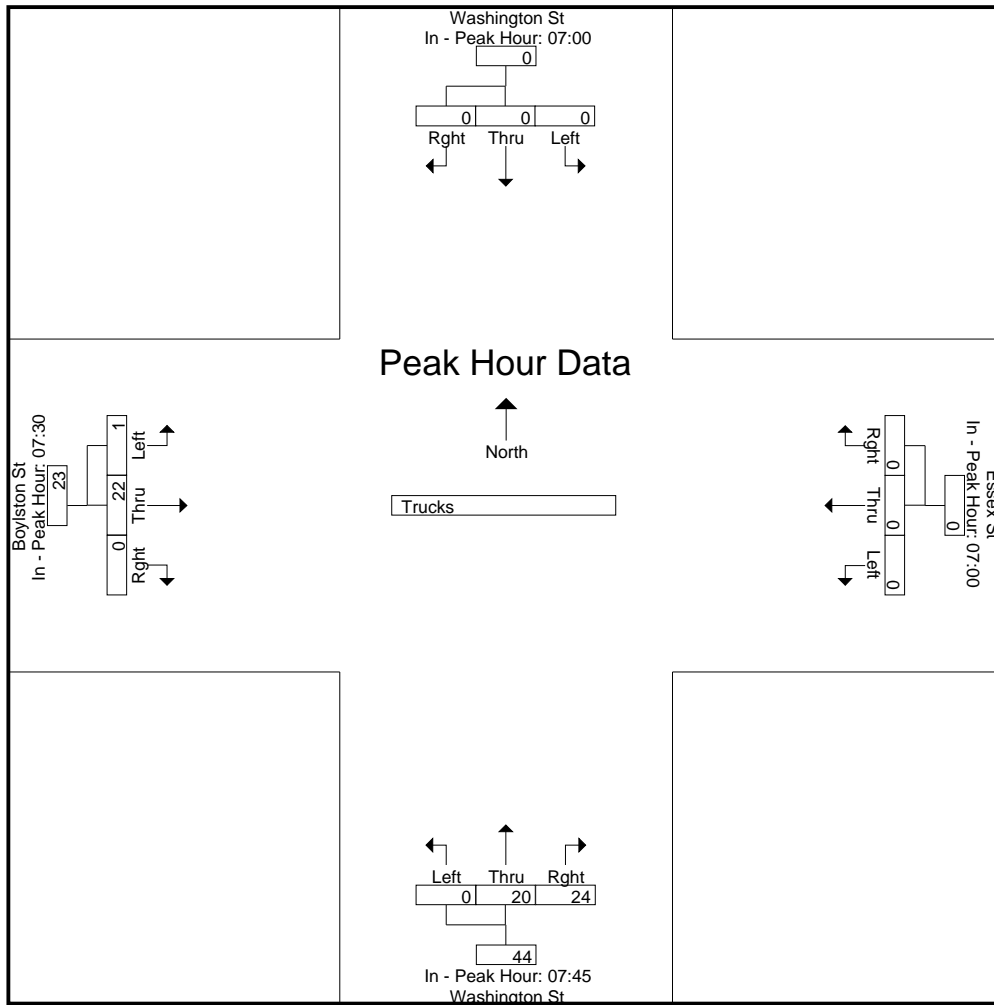 Washington St
In - Peak Hour: 07:00
0
0 0 0
Rght Thru Left
Peak Hour Data
North
Trucks
Boylston St
In - Peak Hour: 07:30
23
1 22 0
Left Thru Rght
Essex St
In - Peak Hour: 07:00
0
0 0 0
Rght Thru Left
Left Thru Rght
0 20 24
44
In - Peak Hour: 07:45
Washington St